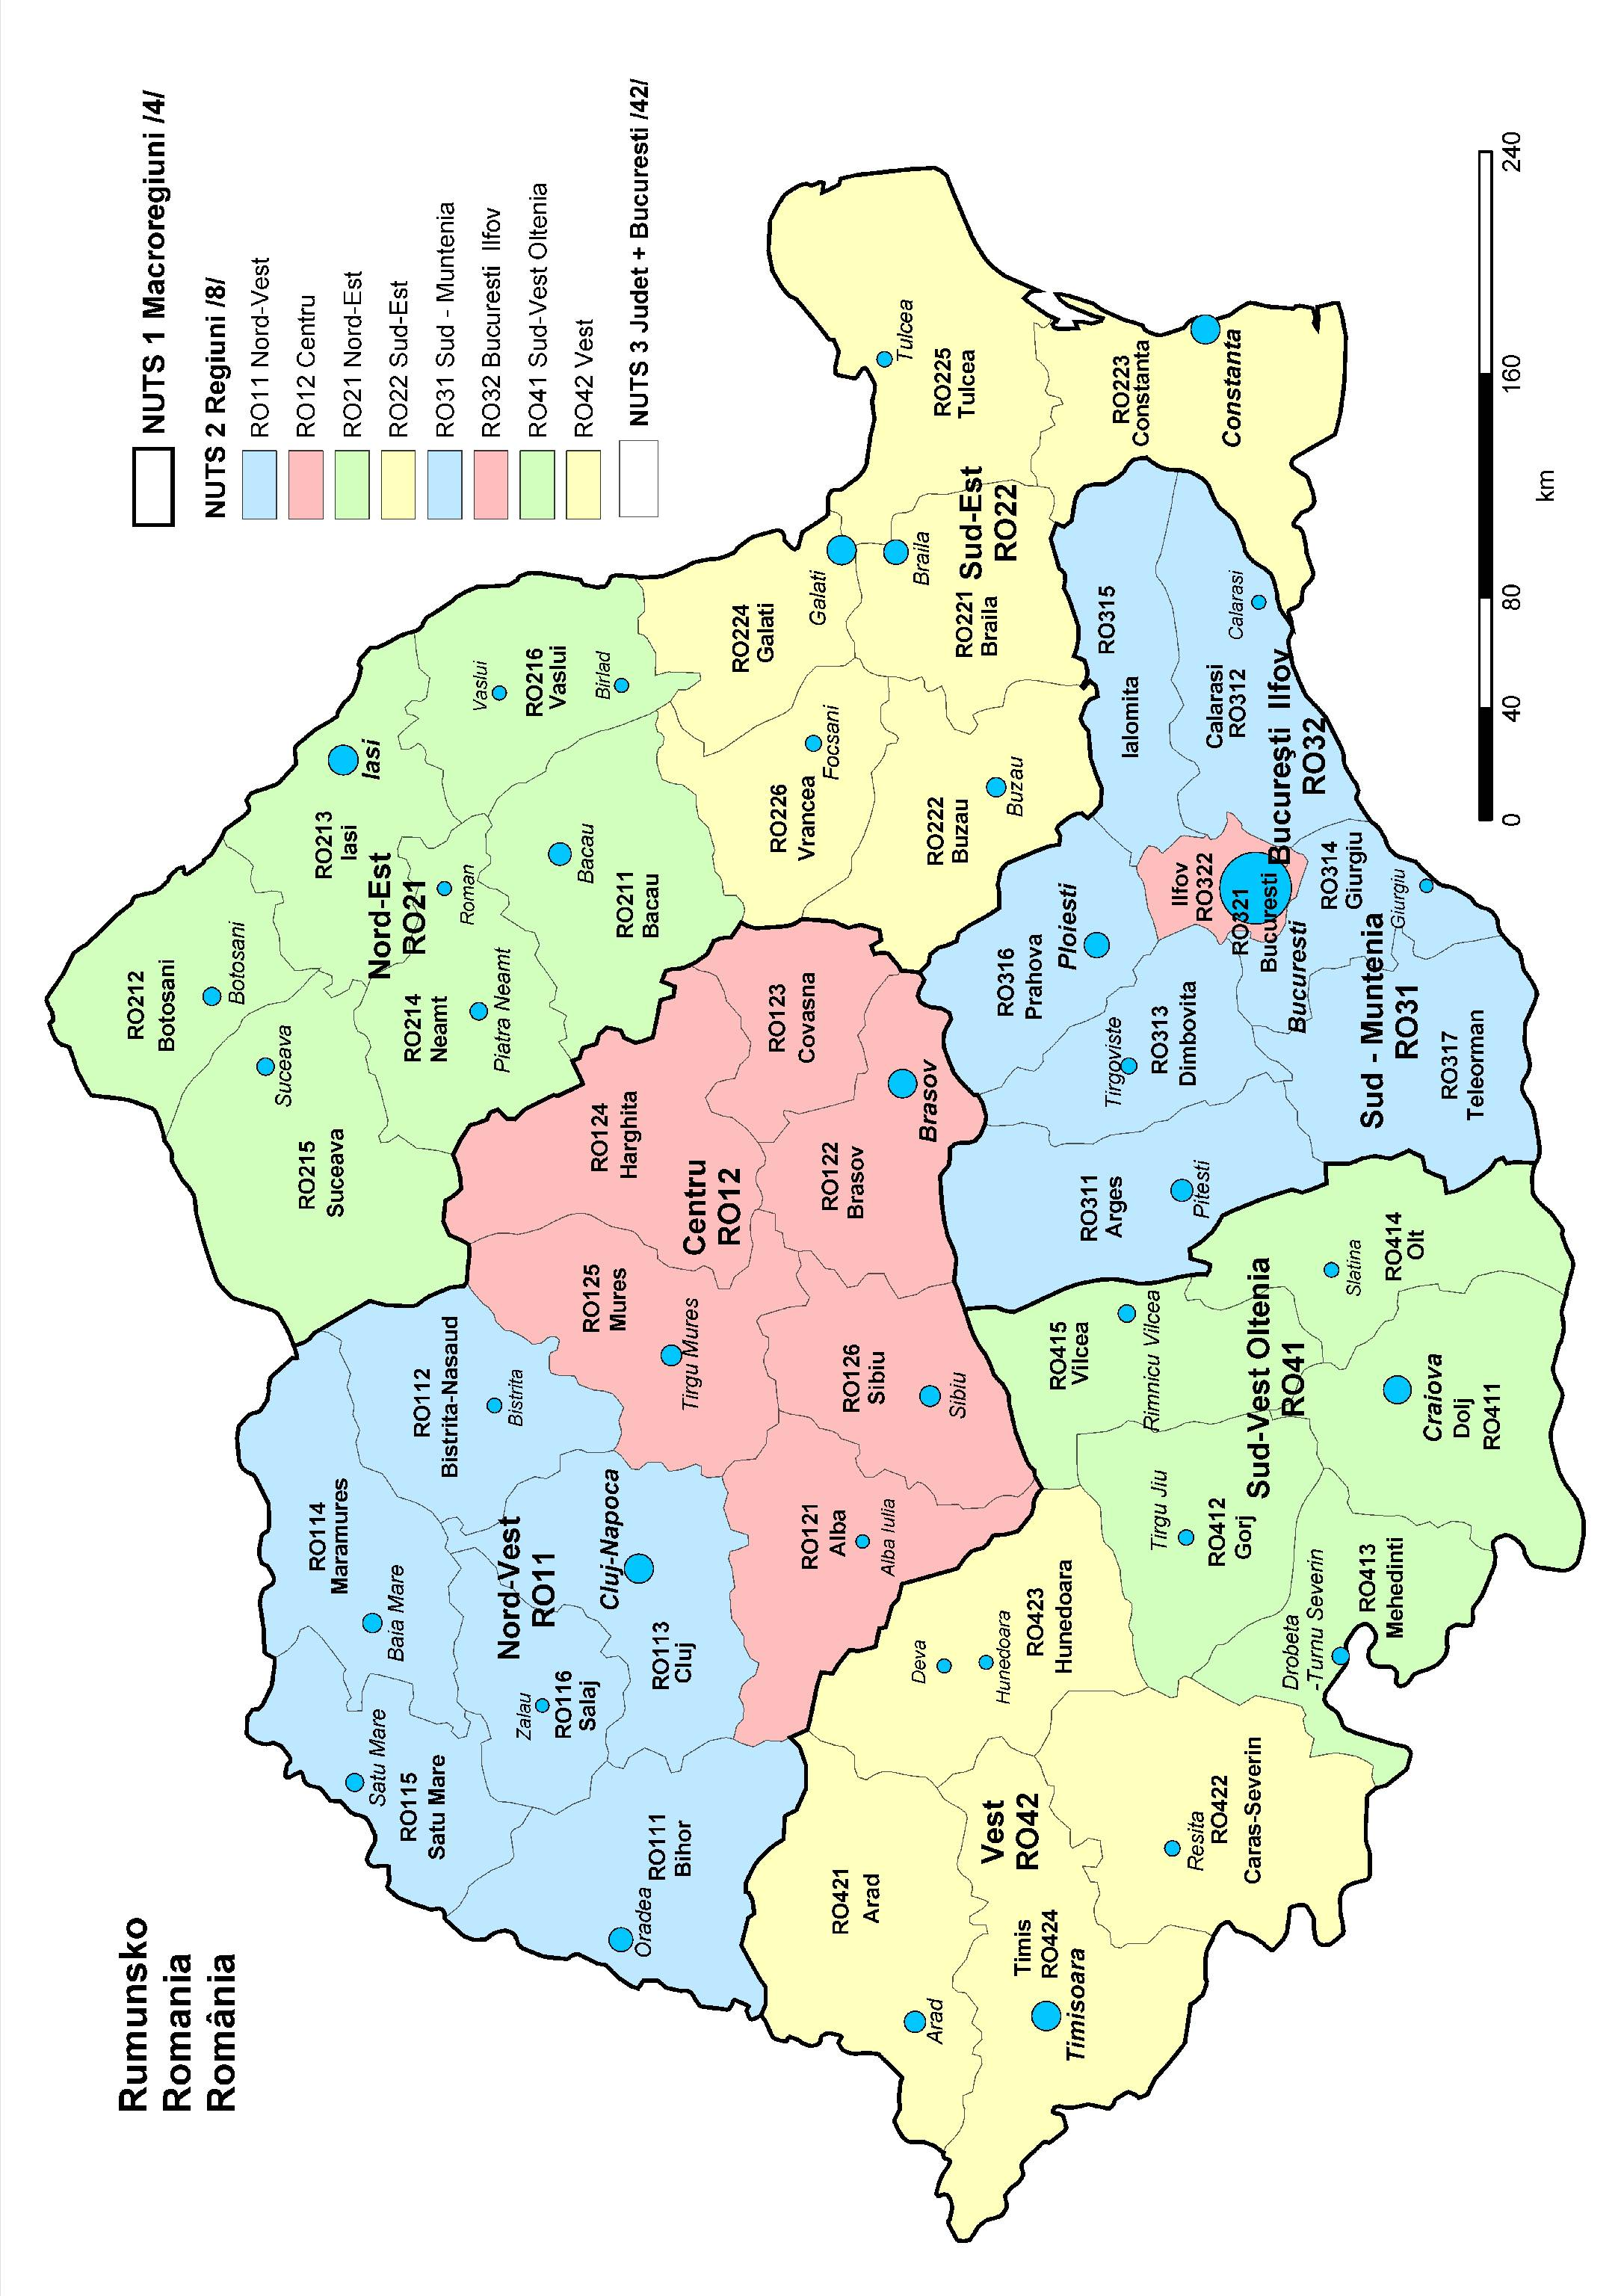 Rumunsko
Romania
România
NUTS 1 Macroregiuni /4/
NUTS 2 Regiuni /8/
RO11 Nord-Vest
RO12 Centru
RO21 Nord-Est
RO22 Sud-Est
RO31 Sud - Muntenia
RO32 Bucuresti Ilfov
RO41 Sud-Vest Oltenia
RO42 Vest
NUTS 3 Judet + Bucuresti /42/
RO212
Botosani
Botosani
Suceava
RO215
Suceava
RO213
Iasi
Iasi
Nord-Est
RO21
RO214
Neamt
Roman
Piatra Neamt
Vaslui
RO216
Vaslui
Birlad
Bacau
RO211
Bacau
RO114
Maramures
Baia Mare
Satu Mare
RO115
Satu Mare
RO112
Bistrita-Nasaud
Bistrita
Nord-Vest
RO11
Zalau
RO116
Salaj
Cluj-Napoca
RO113
Cluj
RO111
Bihor
Oradea
RO124
Harghita
RO125
Mures
Tirgu Mures
Centru
RO12
RO123
Covasna
RO122
Brasov
Brasov
RO126
Sibiu
Sibiu
RO121
Alba
Alba Iulia
RO224
Galati
Galati
RO226
Vrancea
Focsani
Braila
RO221
Braila
Sud-Est
RO22
RO222
Buzau
Buzau
Tulcea
RO225
Tulcea
RO223
Constanta
Constanta
RO421
Arad
Arad
Vest
RO42
Timis
RO424
Timisoara
Deva
Hunedoara
RO423
Hunedoara
Resita
RO422
Caras-Severin
RO415
Vilcea
Rimnicu Vilcea
Tirgu Jiu
RO412
Gorj
Sud-Vest Oltenia
RO41
Drobeta
-Turnu Severin
RO413
Mehedinti
Craiova
Dolj
RO411
Slatina
RO414
Olt
RO311
Arges
Pitesti
RO316
Prahova
Ploiesti
Tirgoviste
RO313
Dimbovita
RO315
Ialomita
Calarasi
RO312
Calarasi
Ilfov
RO322
RO321
Bucuresti
Bucuresti
Bucureşti Ilfov
RO32
RO314
Giurgiu
Giurgiu
Sud - Muntenia
RO31
RO317
Teleorman
0 40 80 160 240
km